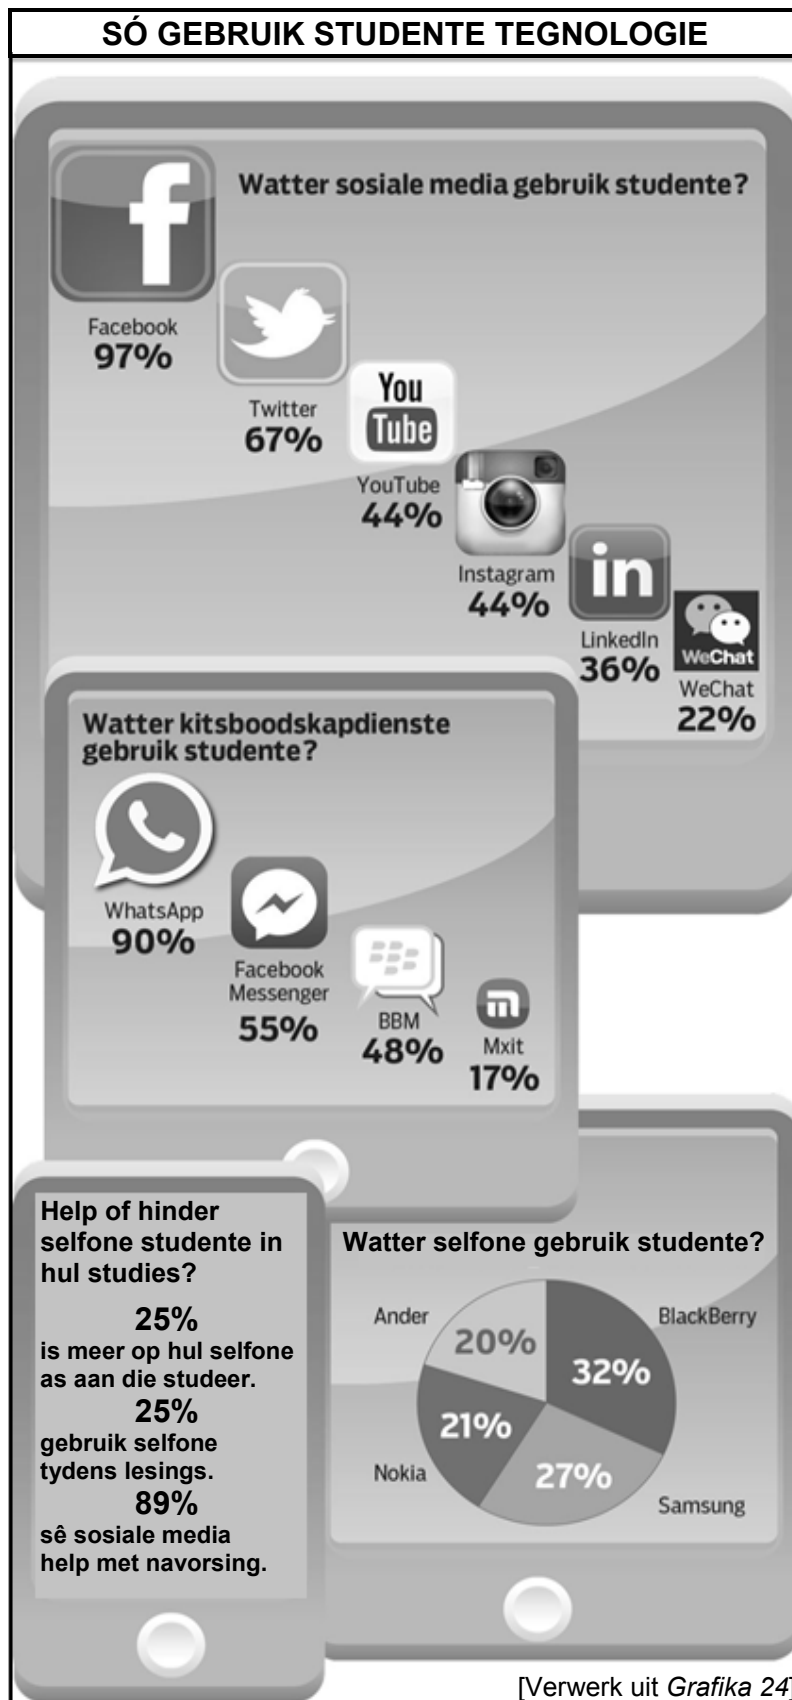 SÓ GEBRUIK STUDENTE TEGNOLOGIE
Watter sosiale media gebruik studente?
f
Facebook
97%
Twitter
67%
You
Tube
YouTube
44%
Instagram
44%
in
LinkedIn
36%
WeChat
WeChat
22%
Watter kitsboodskapdienste
gebruik studente?
WhatsApp
90%
Facebook
Messenger
55%
BBM
48%
m
Mxit
17%
Help of hinder
selfone studente in
hul studies?
25%
is meer op hul selfone
as aan die studeer.
25%
gebruik selfone
tydens lesings.
89%
sê sosiale media
help met navorsing.
Watter selfone gebruik studente?
Ander
20%
BlackBerry
32%
21%
Nokia
27%
Samsung
[Verwerk uit Grafika 24]